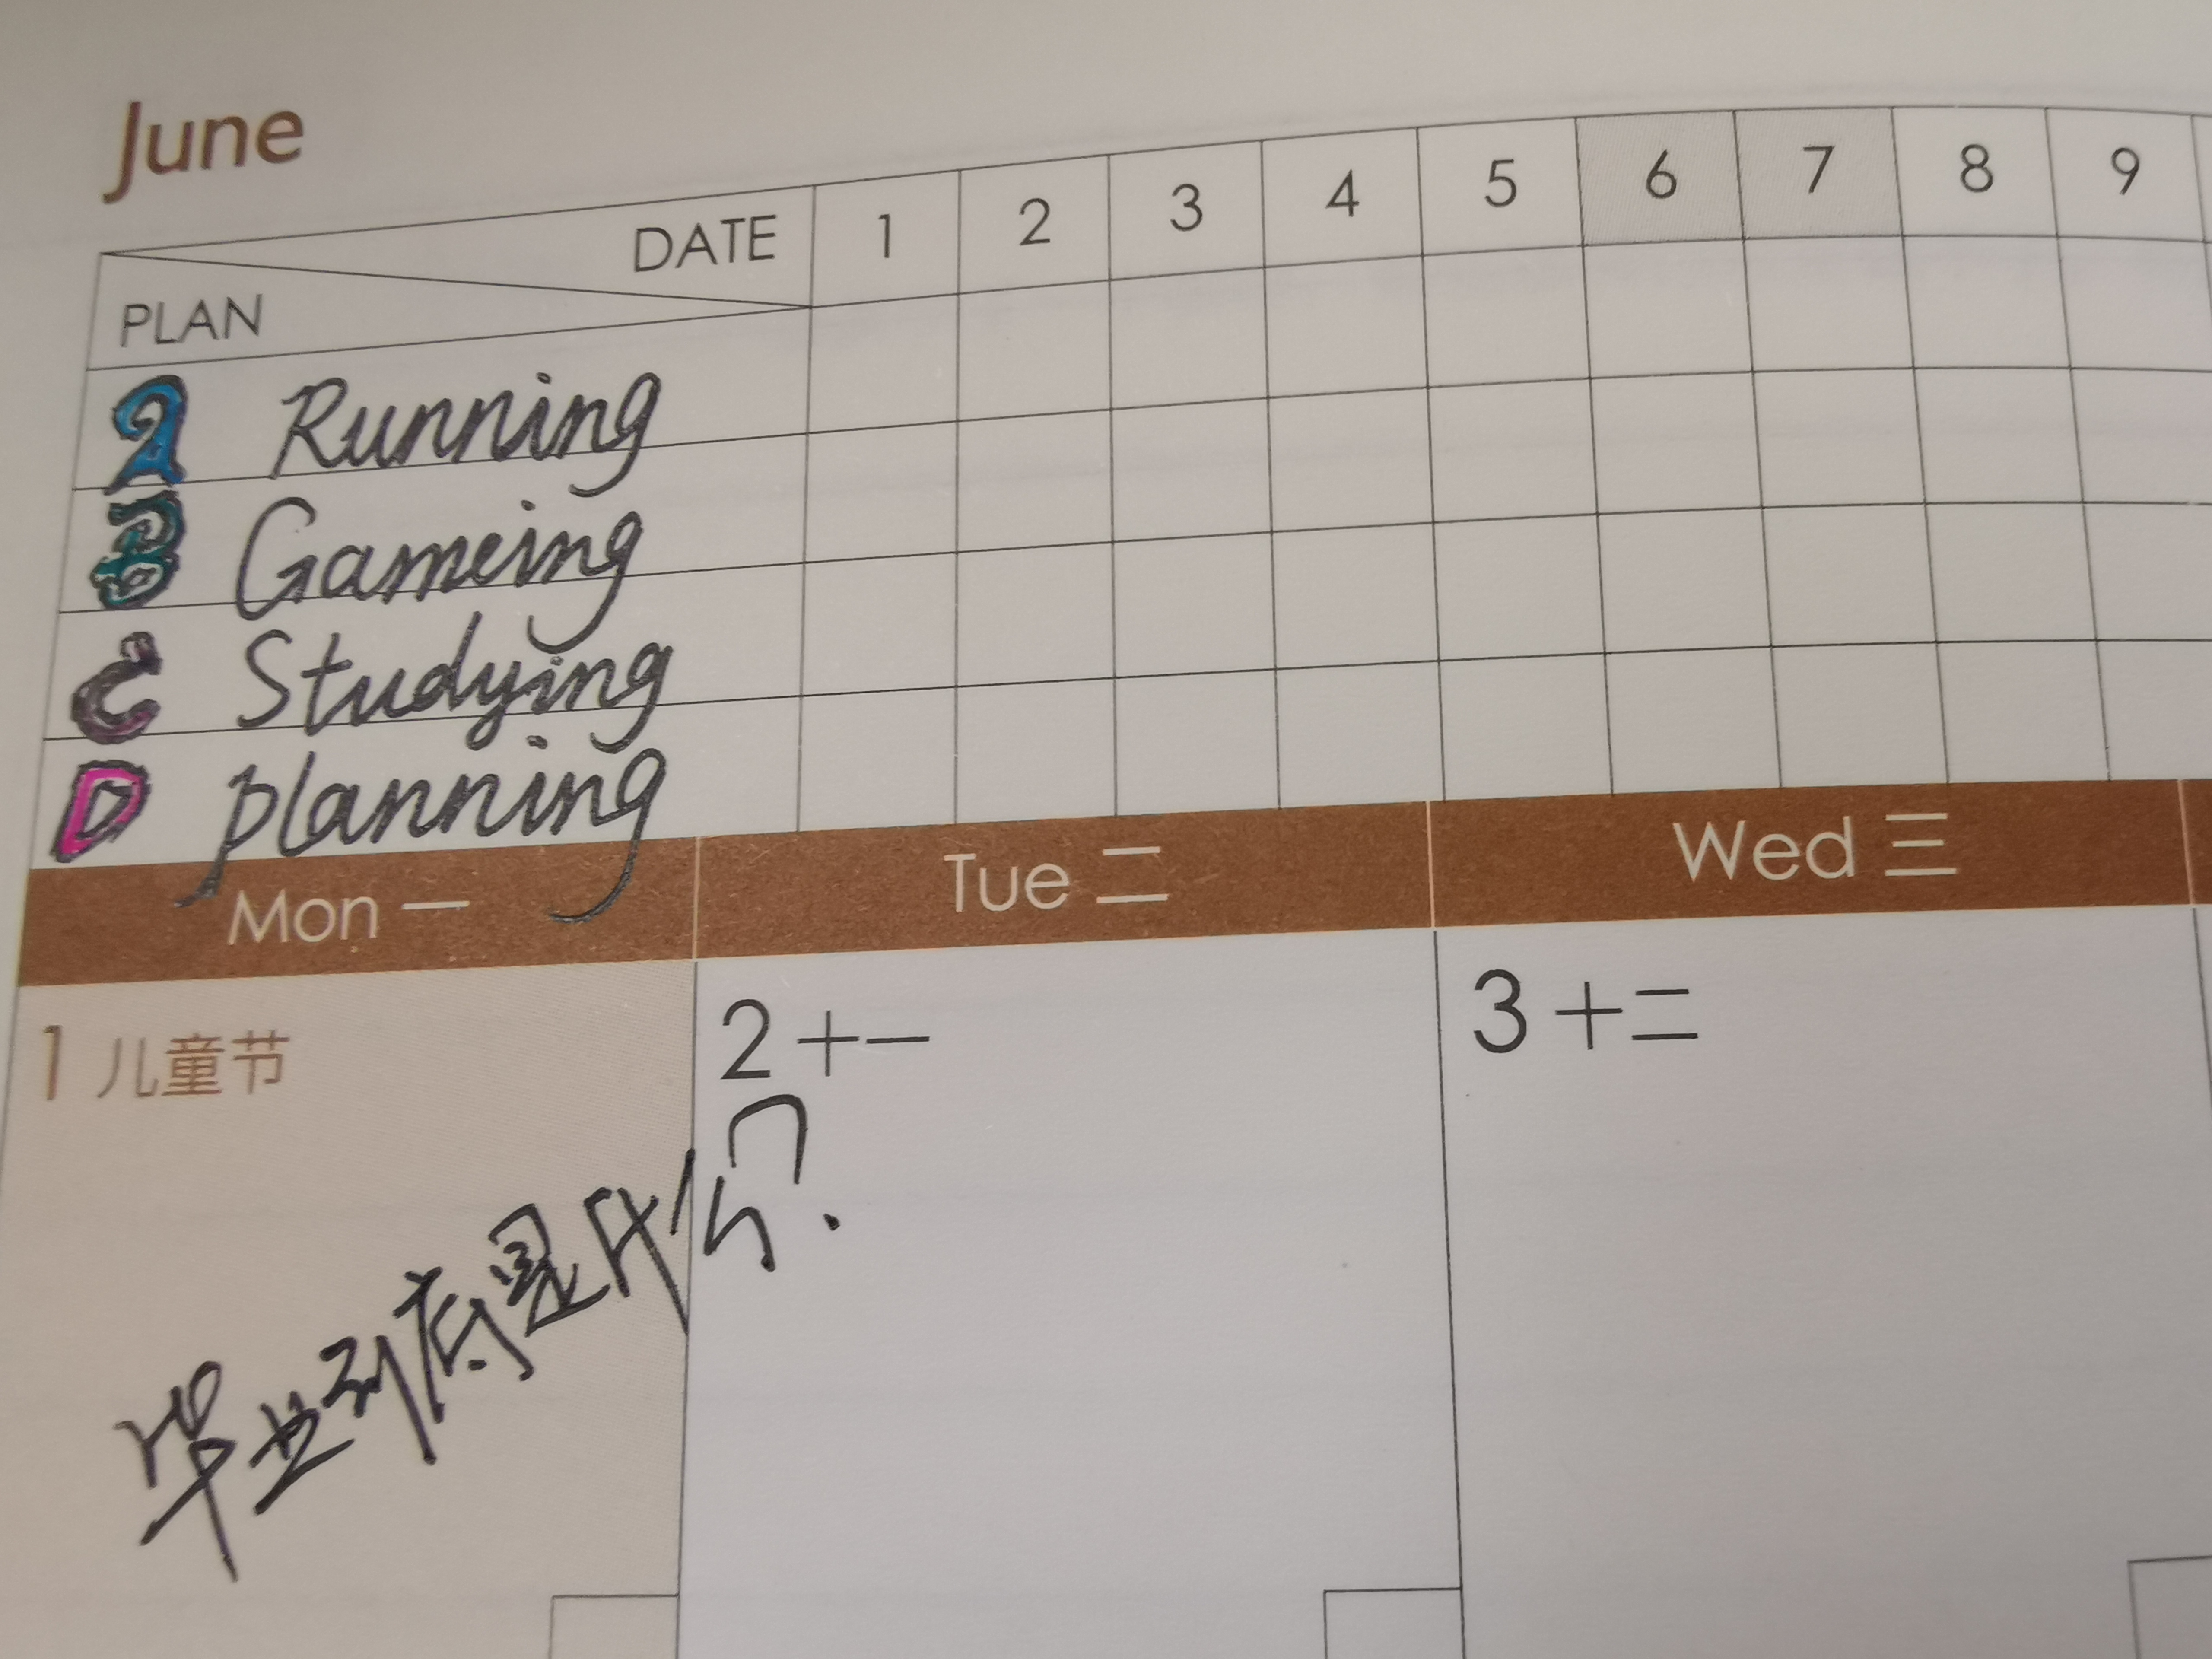 June
DATE 1 2 3 4 5 6 7 8 9
PLAN
A Running
B Gameing
C Studying
D planning
Mon 一 Tue 二 Wed 三
1 儿童节 2 十一 3 十二
毕业到底是什么?